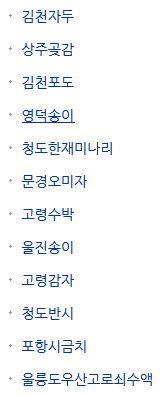 김천자두
상주곶감
김천포도
영덕송이
청도한재미나리
문경오미자
고령수박
울진송이
고령감자
청도반시
포항시금치
울릉도우산고로쇠수액